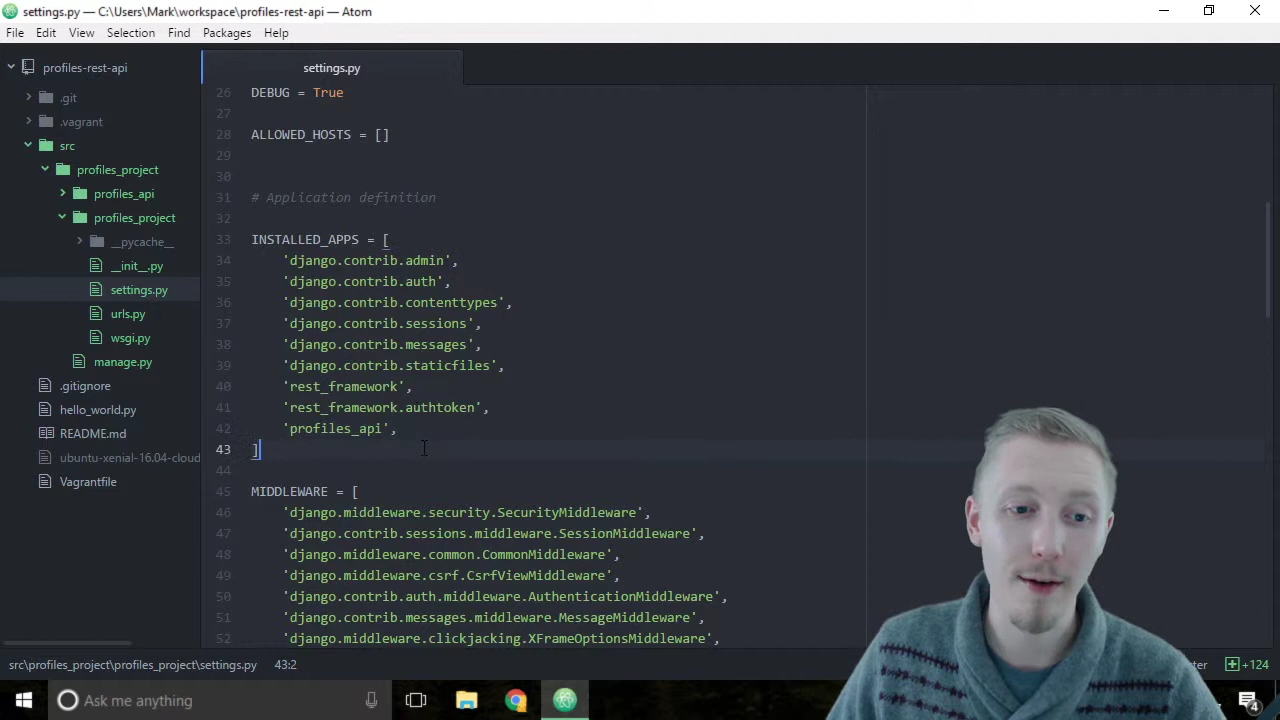 settings.py — C:\Users\Mark\workspace\profiles-rest-api — Atom
File Edit View Selection Find Packages Help
profiles-rest-api
.git
.vagrant
src
profiles_project
profiles_api
profiles_project
__pycache__
__init__.py
settings.py
urls.py
wsgi.py
manage.py
.gitignore
hello_world.py
README.md
ubuntu-xenial-16.04-cloud
Vagrantfile
settings.py
26 DEBUG = True
27
28 ALLOWED_HOSTS = []
29
30
31 # Application definition
32
33 INSTALLED_APPS = [
34 'django.contrib.admin',
35 'django.contrib.auth',
36 'django.contrib.contenttypes',
37 'django.contrib.sessions',
38 'django.contrib.messages',
39 'django.contrib.staticfiles',
40 'rest_framework',
41 'rest_framework.authtoken',
42 'profiles_api',
43 ]
44
45 MIDDLEWARE = [
46 'django.middleware.security.SecurityMiddleware',
47 'django.contrib.sessions.middleware.SessionMiddleware',
48 'django.middleware.common.CommonMiddleware',
49 'django.middleware.csrf.CsrfViewMiddleware',
50 'django.contrib.auth.middleware.AuthenticationMiddleware',
51 'django.contrib.messages.middleware.MessageMiddleware',
52 'django.middleware.clickjacking.XFrameOptionsMiddleware',
src\profiles_project\profiles_project\settings.py 43:2 +124
Ask me anything
4